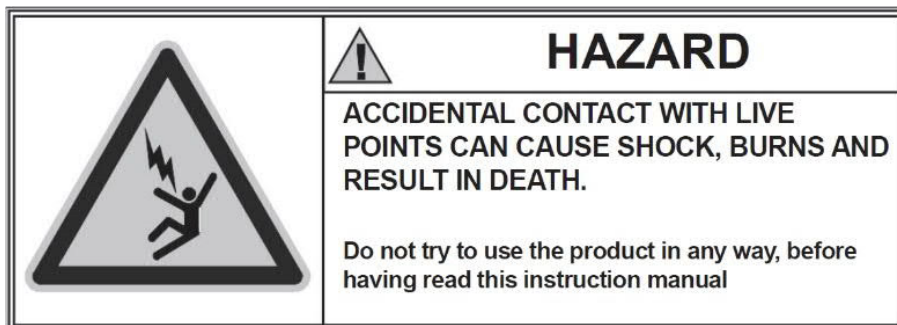 HAZARD
ACCIDENTAL CONTACT WITH LIVE
POINTS CAN CAUSE SHOCK, BURNS AND
RESULT IN DEATH.
Do not try to use the product in any way, before
having read this instruction manual